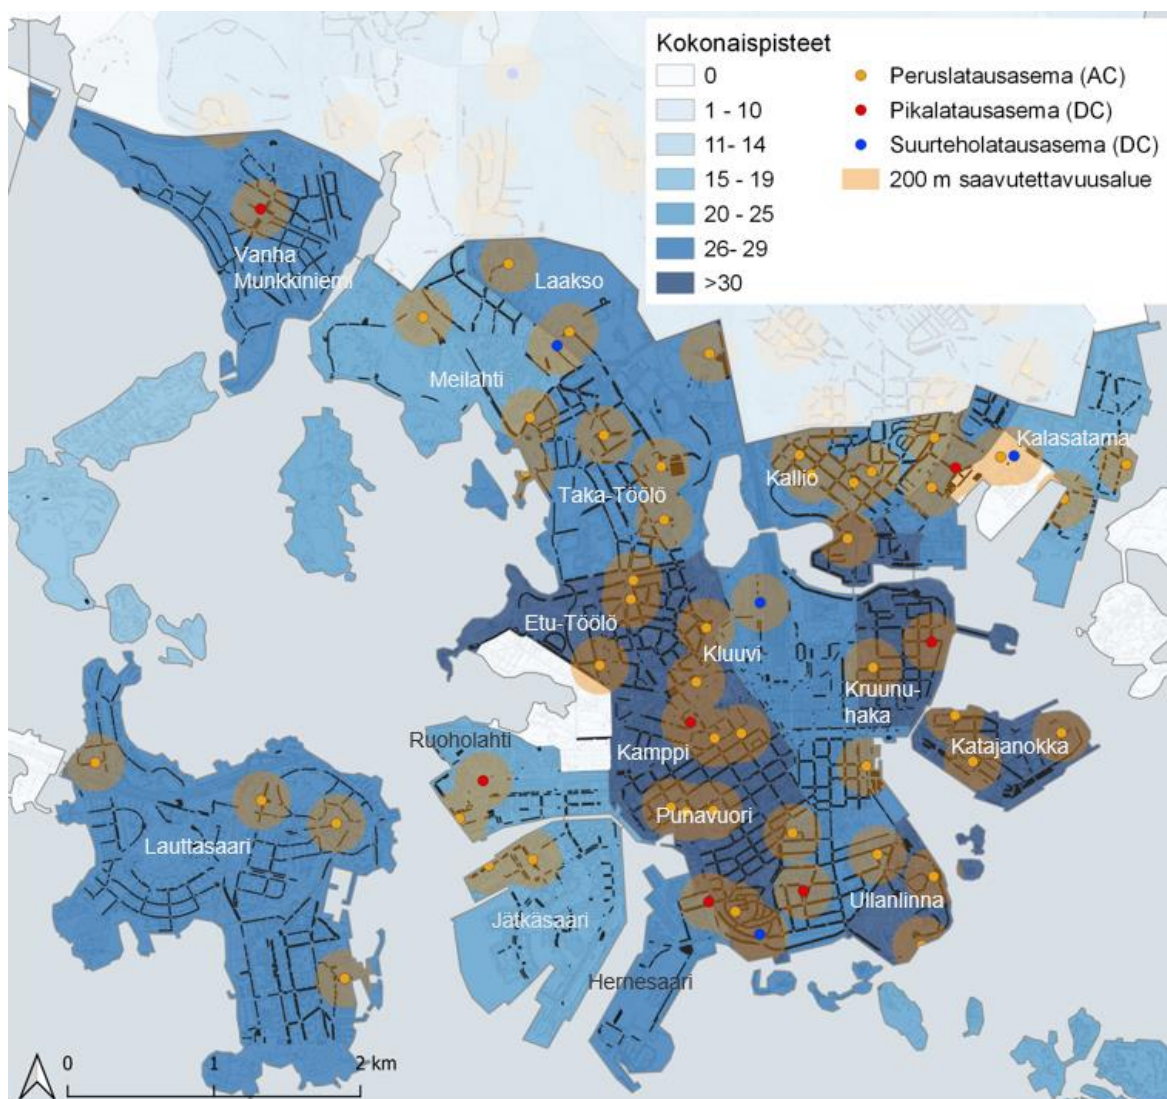 Kokonaispisteet
0
1 - 10
11- 14
15 - 19
20 - 25
26- 29
>30
Peruslatausasema (AC)
Pikalatausasema (DC)
Suurteholatausasema (DC)
200 m saavutettavuusalue
Vanha
Munkkiniemi
Laakso
Meilahti
Kalasatama
Kallio
Taka-Töölö
Etu-Töölö
Kluuvi
Kruunu-
haka
Ruoholahti
Kamppi
Katajanokka
Punavuori
Lauttasaari
Ullanlinna
Jätkäsaari
Hernesaari
0 1 2 km